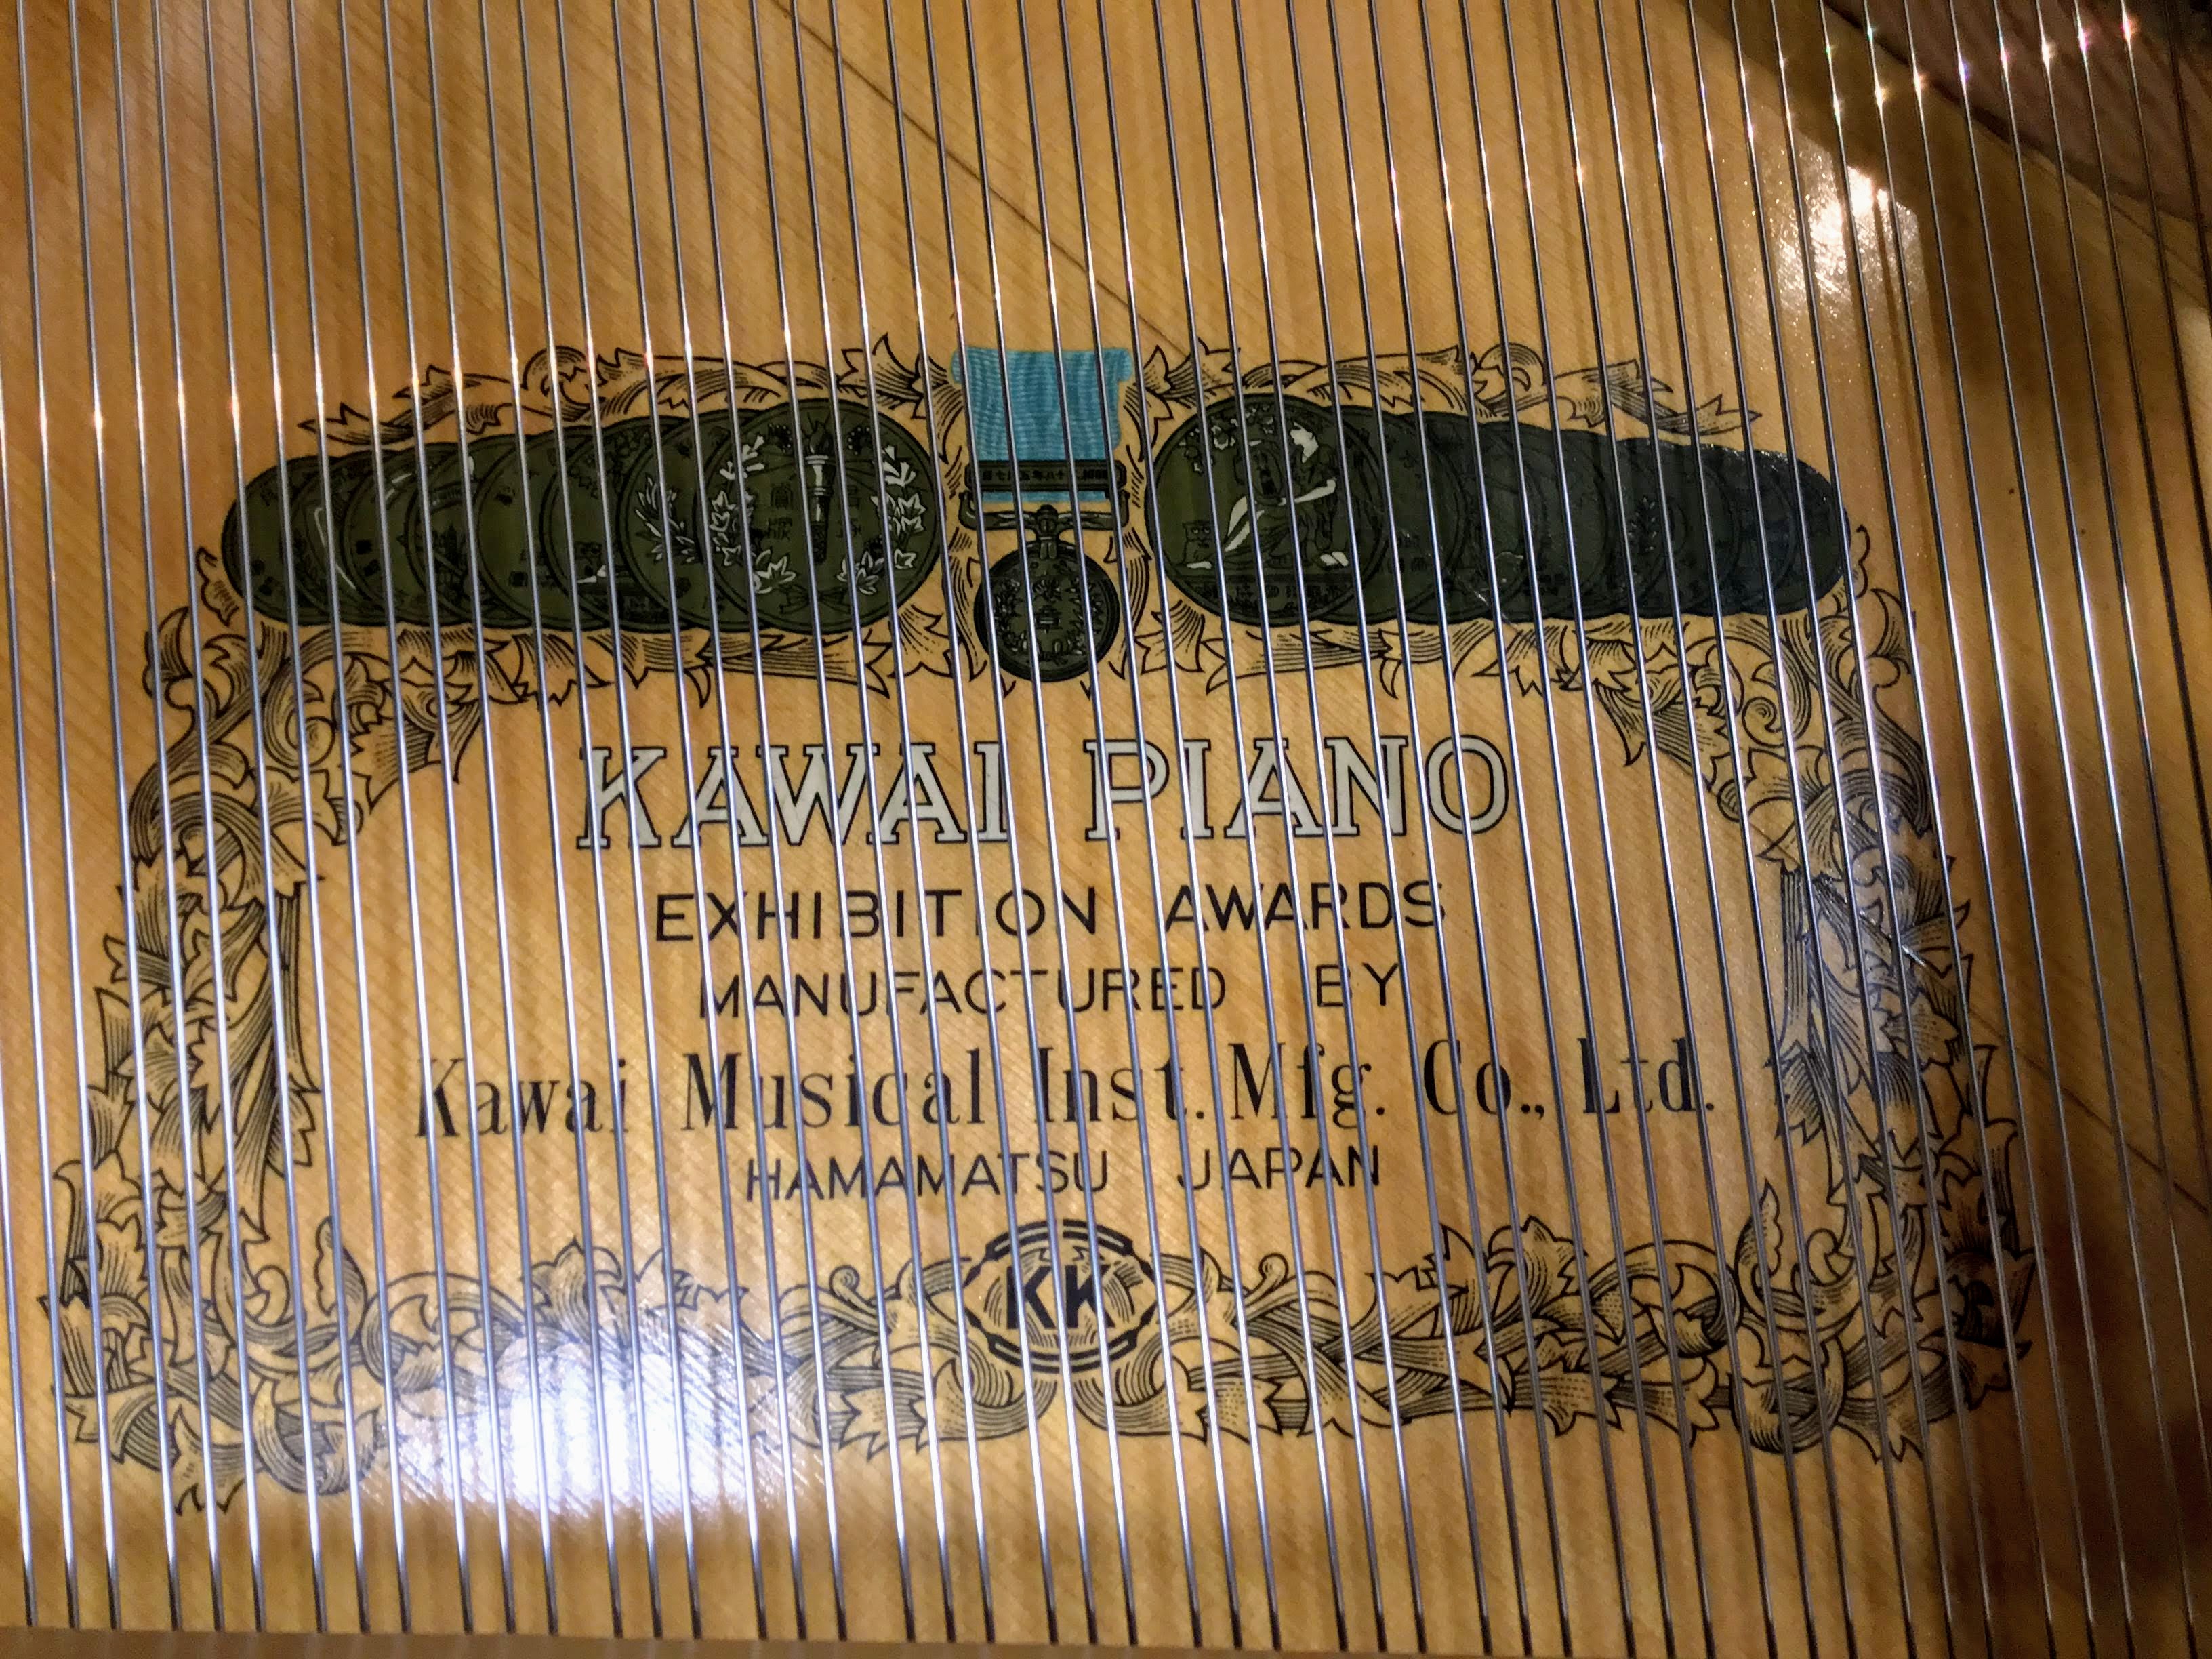 KAWAI PIANO
EXHIBITION AWARDS
MANUFACTURED BY
Kawai Musical Inst. Mfg. Co., Ltd.
HAMAMATSU JAPAN
KK